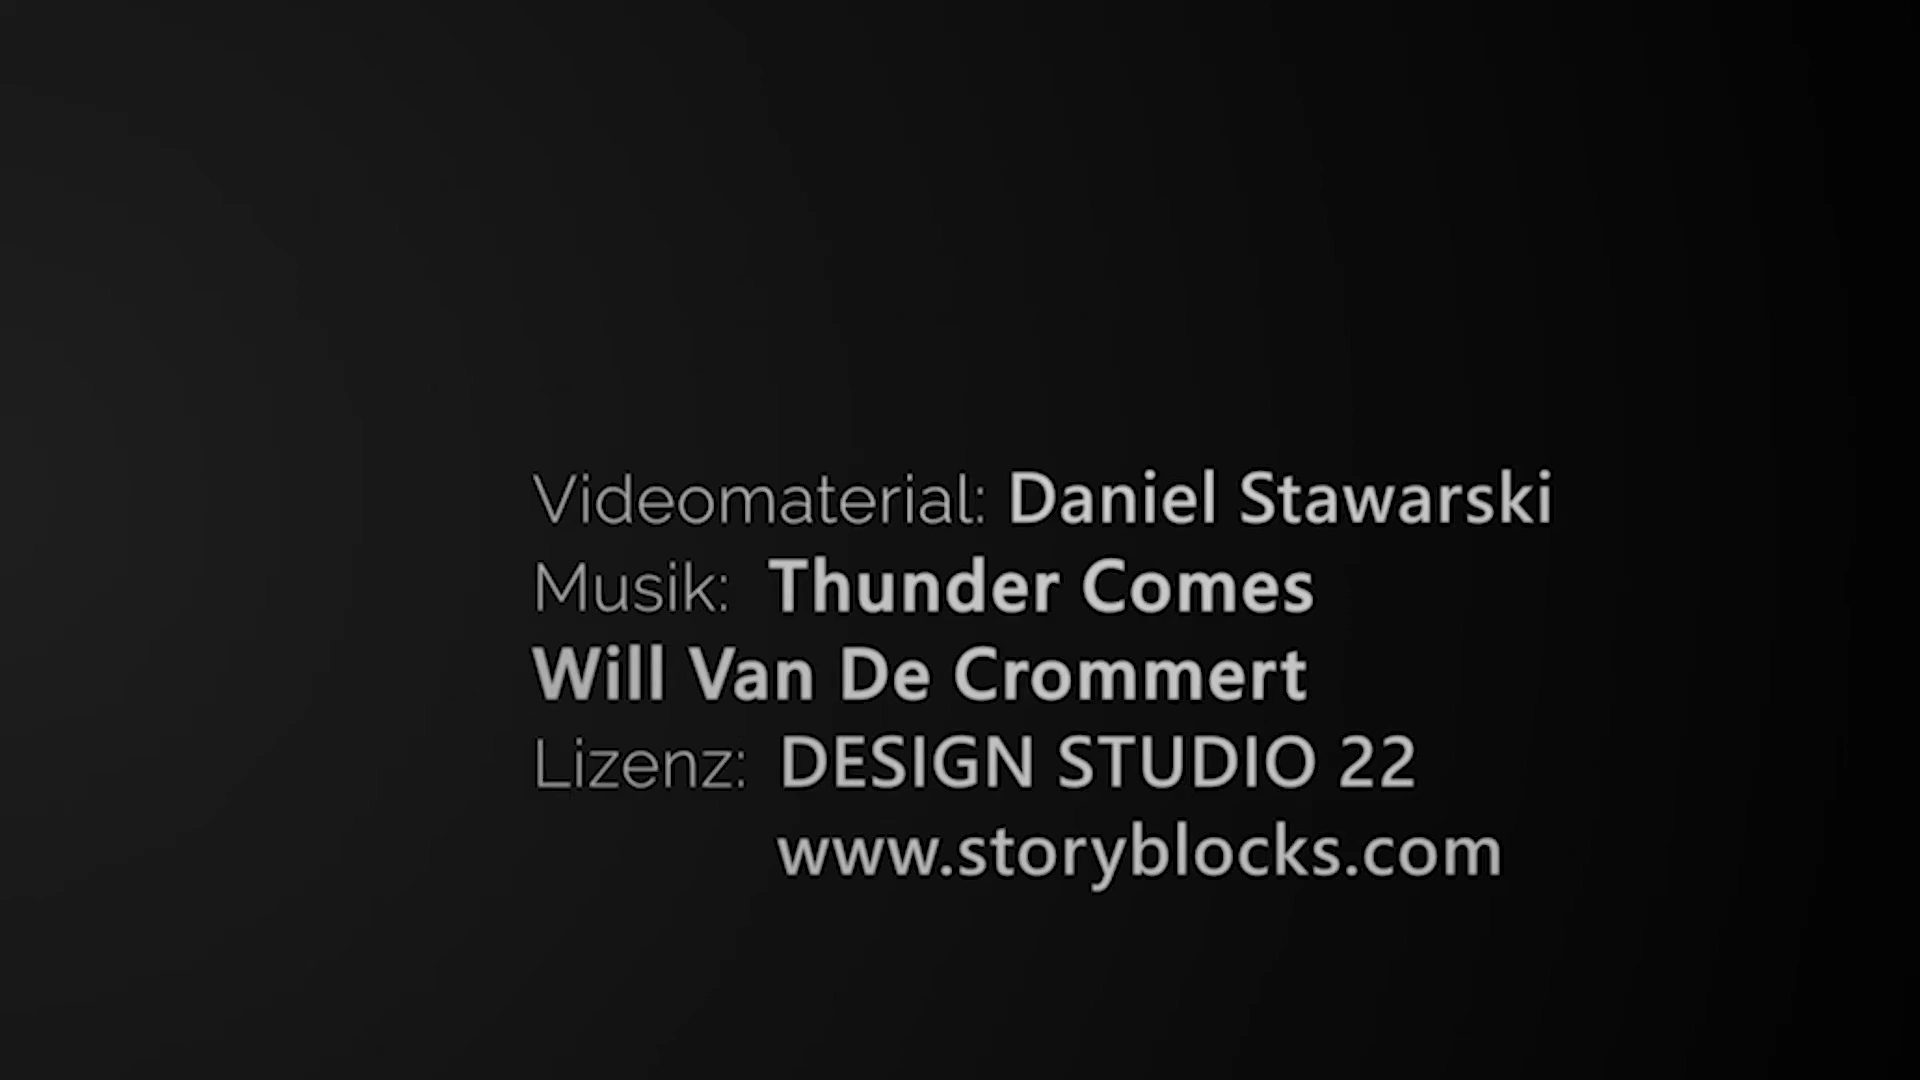 Videomaterial: Daniel Stawarski
Musik: Thunder Comes
Will Van De Crommert
Lizenz: DESIGN STUDIO 22
www.storyblocks.com